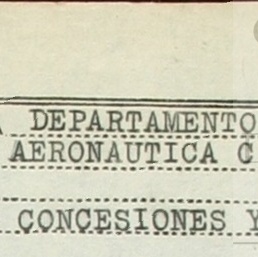 DEPARTAMENTO
AERONAUTICA C
CONCESIONES Y